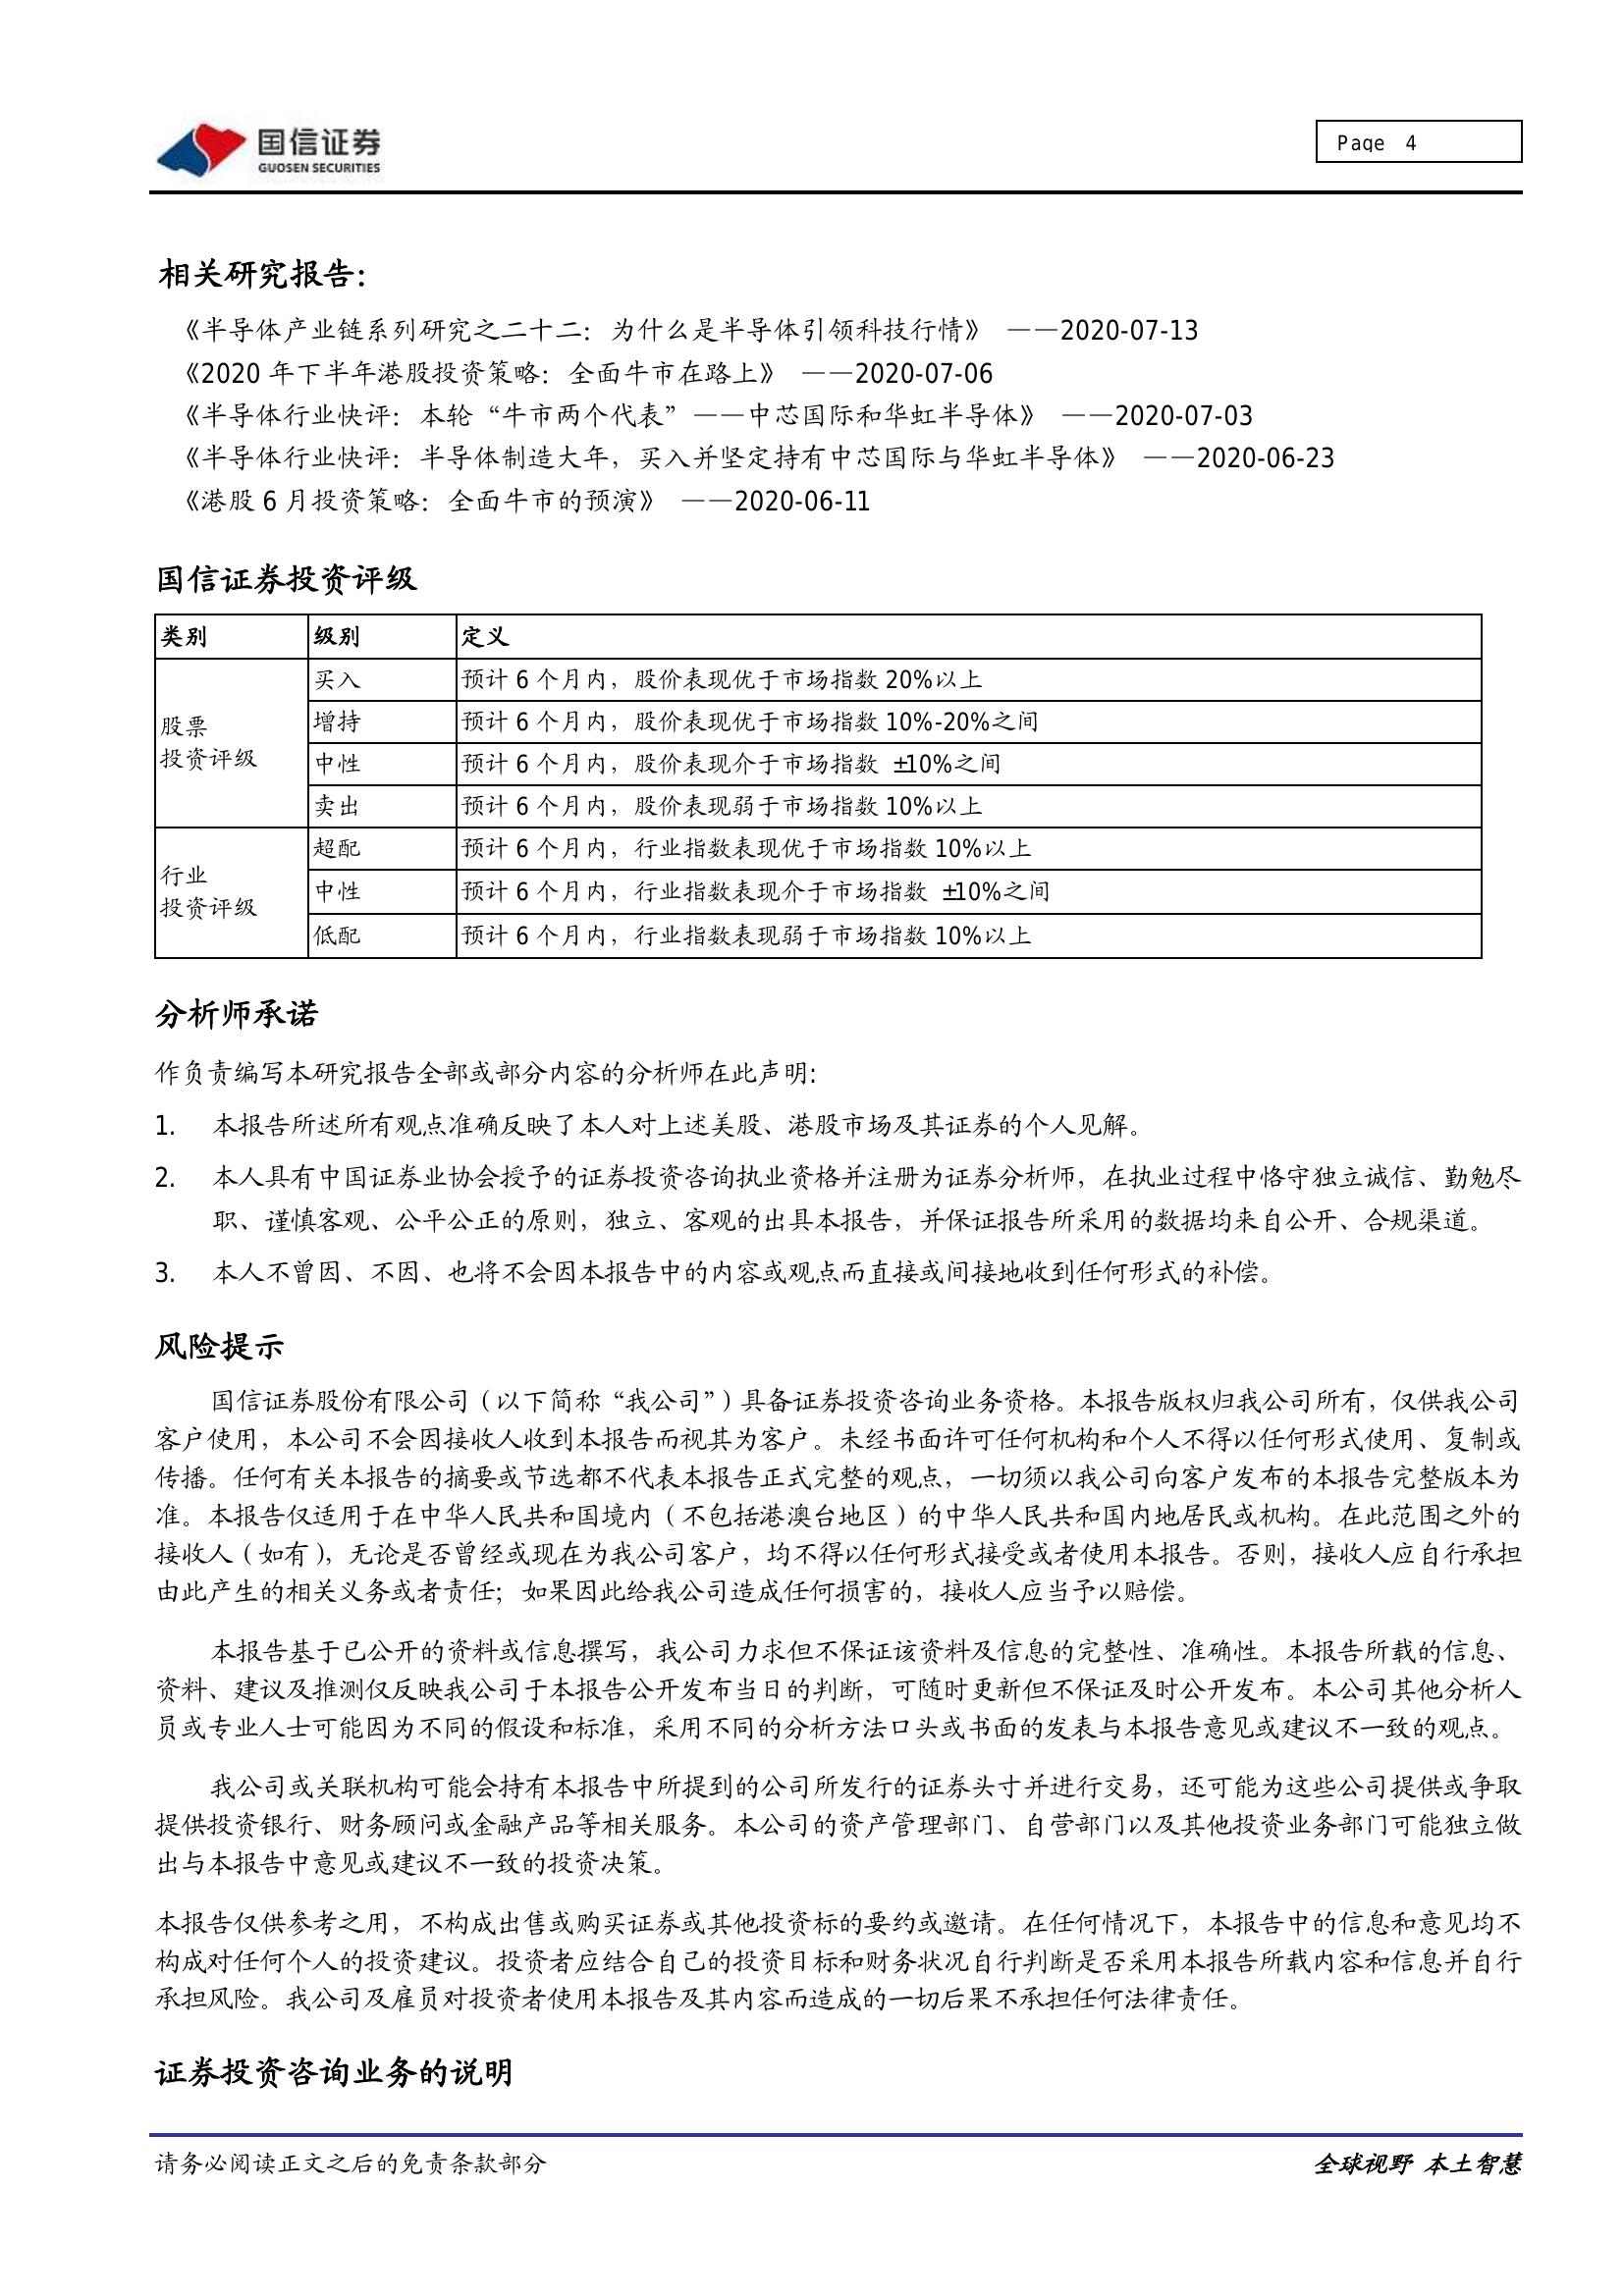 国信证券
GUOSEN SECURITIES
Page 4
相关研究报告：
《半导体产业链系列研究之二十二：为什么是半导体引领科技行情》 ——2020-07-13
《2020 年下半年港股投资策略：全面牛市在路上》 ——2020-07-06
《半导体行业快评：本轮“牛市两个代表”——中芯国际和华虹半导体》 ——2020-07-03
《半导体行业快评：半导体制造大年，买入并坚定持有中芯国际与华虹半导体》 ——2020-06-23
《港股 6 月投资策略：全面牛市的预演》 ——2020-06-11
国信证券投资评级
类别 级别 定义
股票
投资评级
买入 预计 6 个月内，股价表现优于市场指数 20%以上
增持 预计 6 个月内，股价表现优于市场指数 10%-20%之间
中性 预计 6 个月内，股价表现介于市场指数 ±10%之间
卖出 预计 6 个月内，股价表现弱于市场指数 10%以上
行业
投资评级
超配 预计 6 个月内，行业指数表现优于市场指数 10%以上
中性 预计 6 个月内，行业指数表现介于市场指数 ±10%之间
低配 预计 6 个月内，行业指数表现弱于市场指数 10%以上
分析师承诺
作负责编写本研究报告全部或部分内容的分析师在此声明:
1. 本报告所述所有观点准确反映了本人对上述美股、港股市场及其证券的个人见解。
2. 本人具有中国证券业协会授予的证券投资咨询执业资格并注册为证券分析师，在执业过程中恪守独立诚信、勤勉尽
职、谨慎客观、公平公正的原则，独立、客观的出具本报告，并保证报告所采用的数据均来自公开、合规渠道。
3. 本人不曾因、不因、也将不会因本报告中的内容或观点而直接或间接地收到任何形式的补偿。
风险提示
国信证券股份有限公司（以下简称“我公司”）具备证券投资咨询业务资格。本报告版权归我公司所有，仅供我公司
客户使用，本公司不会因接收人收到本报告而视其为客户。未经书面许可任何机构和个人不得以任何形式使用、复制或
传播。任何有关本报告的摘要或节选都不代表本报告正式完整的观点，一切须以我公司向客户发布的本报告完整版本为
准。本报告仅适用于在中华人民共和国境内（不包括港澳台地区）的中华人民共和国内地居民或机构。在此范围之外的
接收人（如有），无论是否曾经或现在为我公司客户，均不得以任何形式接受或者使用本报告。否则，接收人应自行承担
由此产生的相关义务或者责任；如果因此给我公司造成任何损害的，接收人应当予以赔偿。
本报告基于已公开的资料或信息撰写，我公司力求但不保证该资料及信息的完整性、准确性。本报告所载的信息、
资料、建议及推测仅反映我公司于本报告公开发布当日的判断，可随时更新但不保证及时公开发布。本公司其他分析人
员或专业人士可能因为不同的假设和标准，采用不同的分析方法口头或书面的发表与本报告意见或建议不一致的观点。
我公司或关联机构可能会持有本报告中所提到的公司所发行的证券头寸并进行交易，还可能为这些公司提供或争取
提供投资银行、财务顾问或金融产品等相关服务。本公司的资产管理部门、自营部门以及其他投资业务部门可能独立做
出与本报告中意见或建议不一致的投资决策。
本报告仅供参考之用，不构成出售或购买证券或其他投资标的要约或邀请。在任何情况下，本报告中的信息和意见均不
构成对任何个人的投资建议。投资者应结合自己的投资目标和财务状况自行判断是否采用本报告所载内容和信息并自行
承担风险。我公司及雇员对投资者使用本报告及其内容而造成的一切后果不承担任何法律责任。
证券投资咨询业务的说明
请务必阅读正文之后的免责条款部分
全球视野 本土智慧